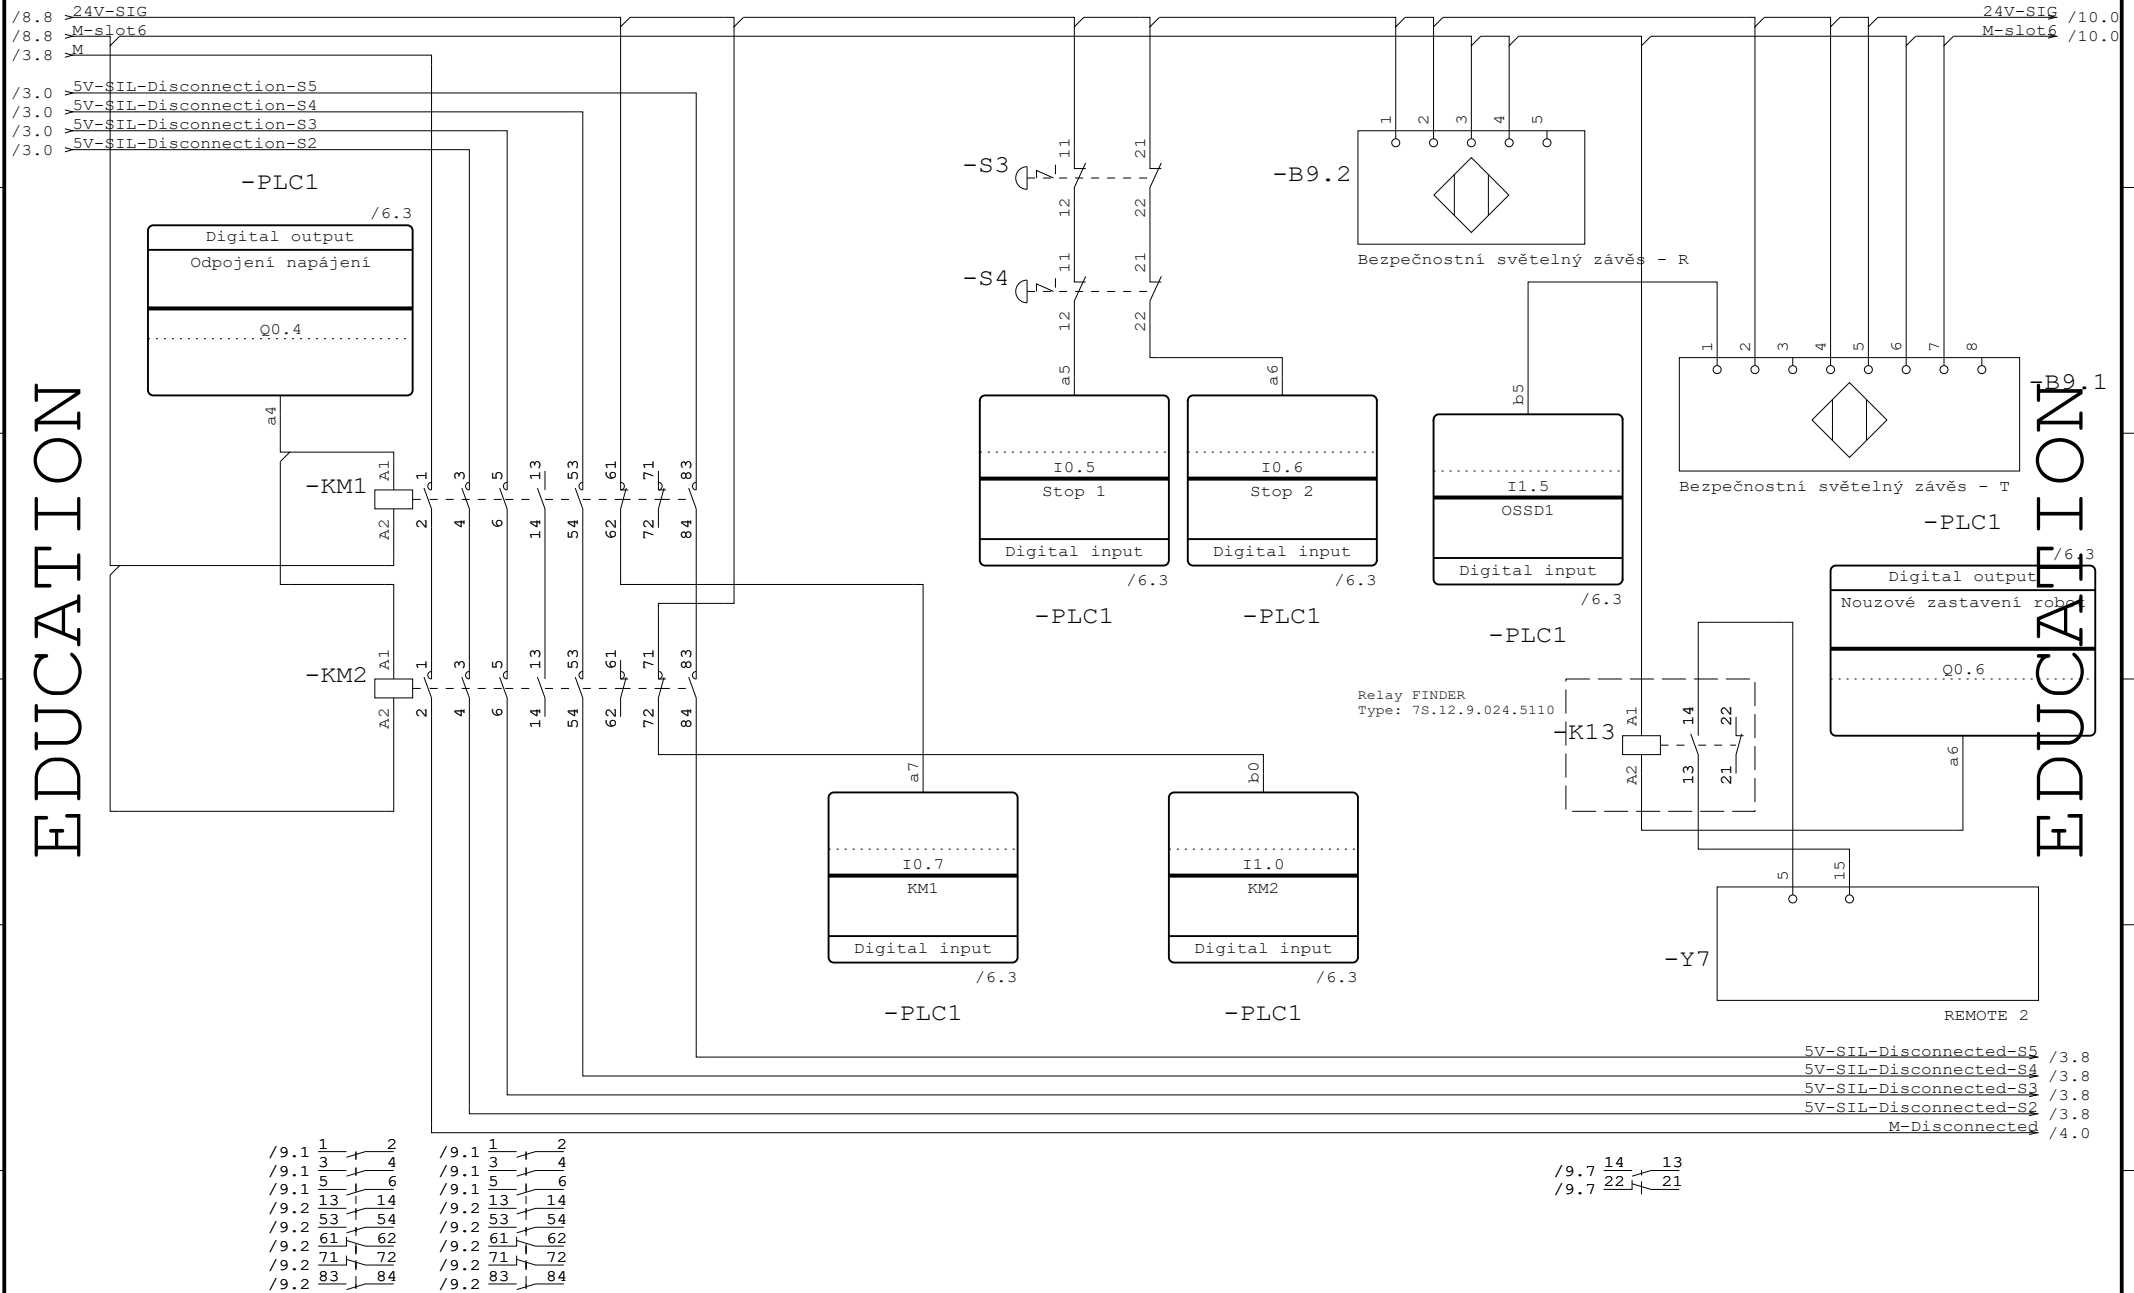 /8.8 24V-SIG
/8.8 M-slot6
/3.8 M
24V-SIG /10.0
M-slot6 /10.0
/3.0 5V-SIL-Disconnection-S5
/3.0 5V-SIL-Disconnection-S4
/3.0 5V-SIL-Disconnection-S3
/3.0 5V-SIL-Disconnection-S2
-PLC1
/6.3
Digital output
Odpojení napájení
Q0.4
a4
EDUCATION
-KM1
A1 1 3 5 13 53 61 71 83
A2 2 4 6 14 54 62 72 84
-KM2
A1 1 3 5 13 53 61 71 83
A2 2 4 6 14 54 62 72 84
-S3
11 21
12 22
-S4
11 21
12 22
a5
I0.5
Stop 1
Digital input
/6.3
-PLC1
a6
I0.6
Stop 2
Digital input
/6.3
-PLC1
a7
I0.7
KM1
Digital input
/6.3
-PLC1
b0
I1.0
KM2
Digital input
/6.3
-PLC1
-B9.2
1 2 3 4 5
Bezpečnostní světelný závěs - R
b5
I1.5
OSSD1
Digital input
/6.3
-PLC1
1 2 3 4 5 6 7 8
-B9.1
Bezpečnostní světelný závěs - T
-PLC1
/6.3
Digital output
Nouzové zastavení robot
Q0.6
a6
EDUCATION
Relay FINDER
Type: 7S.12.9.024.5110
-K13
A1 14 22
A2 13 21
5 15
-Y7
REMOTE 2
5V-SIL-Disconnected-S5 /3.8
5V-SIL-Disconnected-S4 /3.8
5V-SIL-Disconnected-S3 /3.8
5V-SIL-Disconnected-S2 /3.8
M-Disconnected /4.0
/9.1 1 2
/9.1 3 4
/9.1 5 6
/9.2 13 14
/9.2 53 54
/9.2 61 62
/9.2 71 72
/9.2 83 84
/9.1 1 2
/9.1 3 4
/9.1 5 6
/9.2 13 14
/9.2 53 54
/9.2 61 62
/9.2 71 72
/9.2 83 84
/9.7 14 13
/9.7 22 21